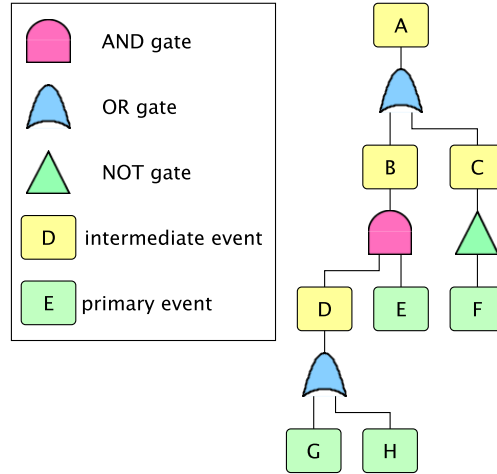 AND gate
OR gate
NOT gate
D intermediate event
E primary event
A
B C
D E F
G H